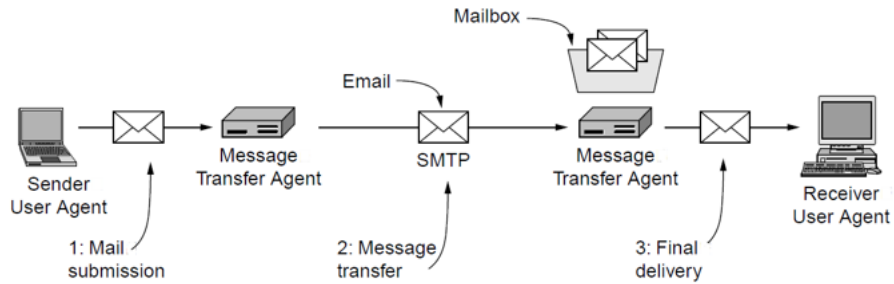 Mailbox
Email
SMTP
Sender
User Agent
Message
Transfer Agent
Message
Transfer Agent
Receiver
User Agent
1: Mail
submission
2: Message
transfer
3: Final
delivery